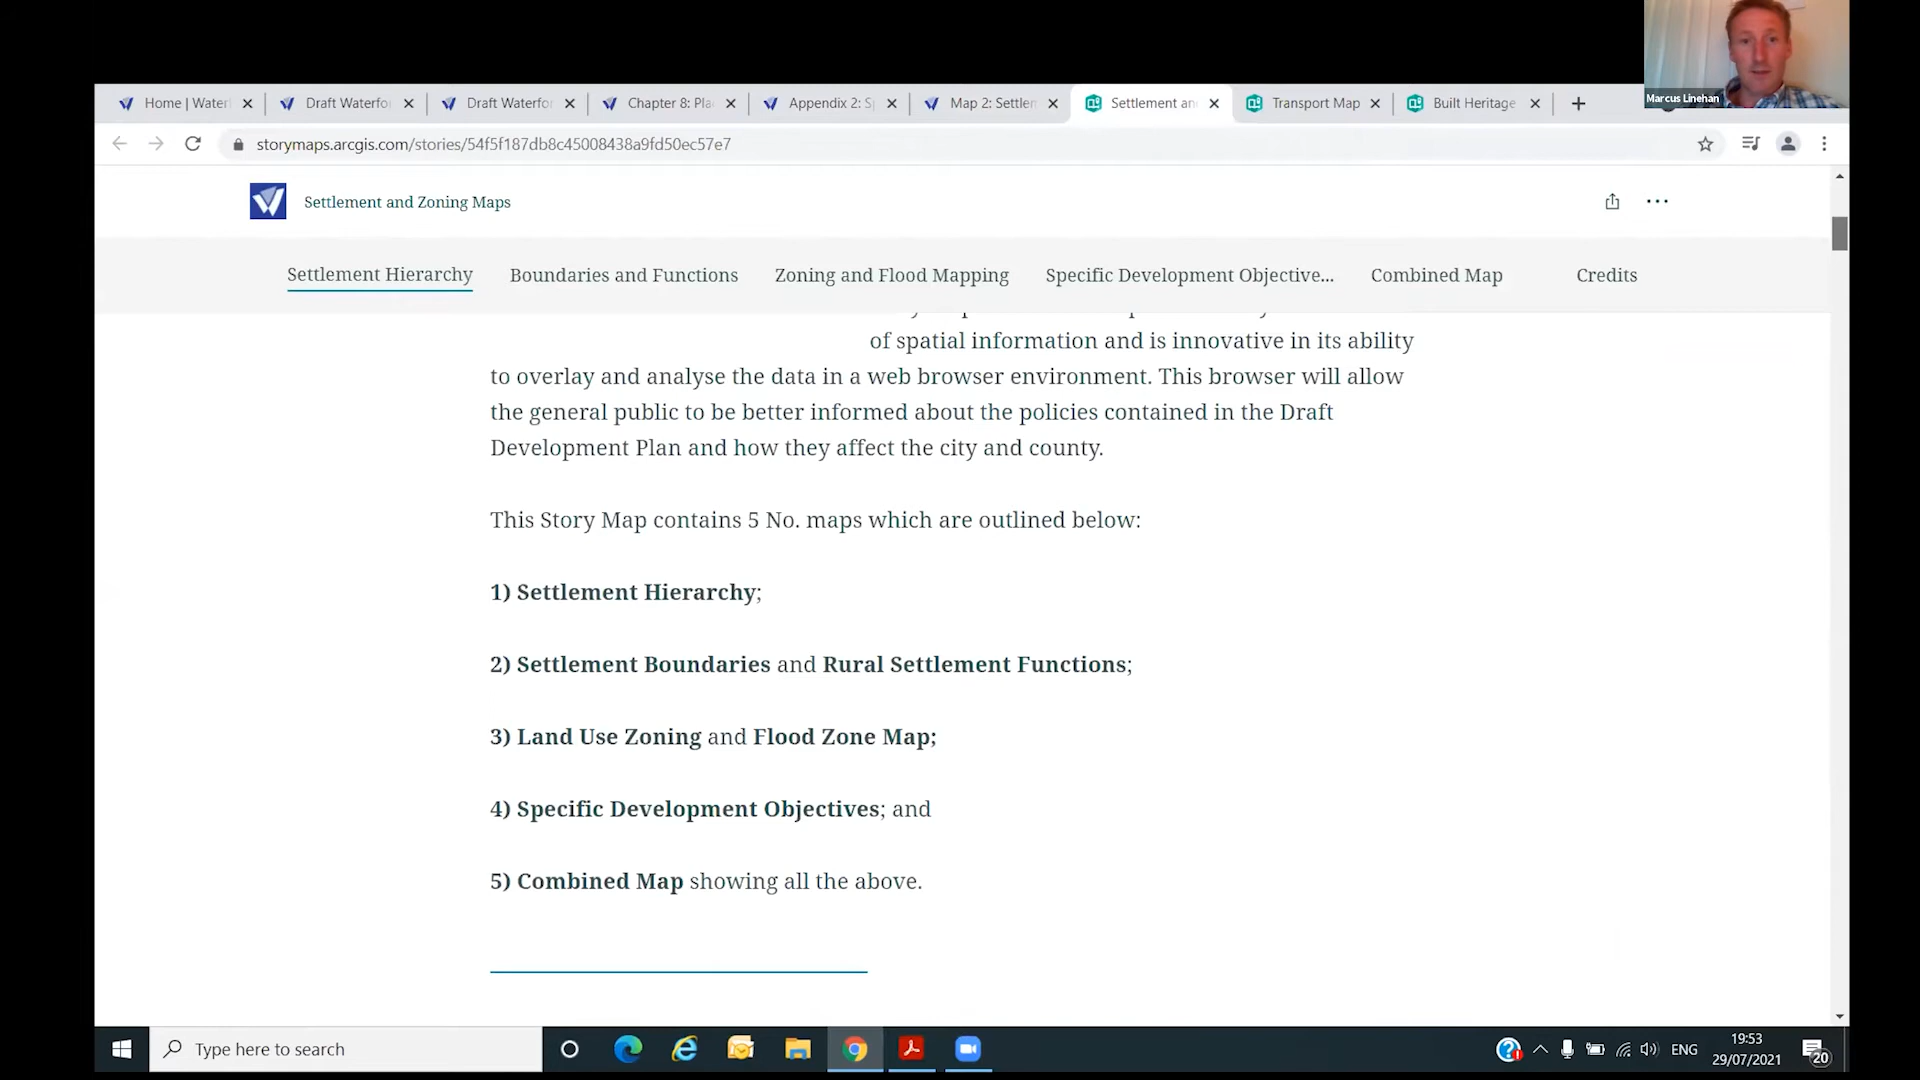 Marcus Linehan
Home | Water
Draft Waterfo
Draft Waterfor
Chapter 8: Pla
Appendix 2: S
Map 2: Settlem
Settlement an
Transport Map
Built Heritage
storymaps.arcgis.com/stories/54f5f187db8c45008438a9fd50ec57e7
Settlement and Zoning Maps
Settlement Hierarchy
Boundaries and Functions
Zoning and Flood Mapping
Specific Development Objective...
Combined Map
Credits
of spatial information and is innovative in its ability
to overlay and analyse the data in a web browser environment. This browser will allow
the general public to be better informed about the policies contained in the Draft
Development Plan and how they affect the city and county.
This Story Map contains 5 No. maps which are outlined below:
1) Settlement Hierarchy;
2) Settlement Boundaries and Rural Settlement Functions;
3) Land Use Zoning and Flood Zone Map;
4) Specific Development Objectives; and
5) Combined Map showing all the above.
Type here to search
ENG
19:53
29/07/2021
20